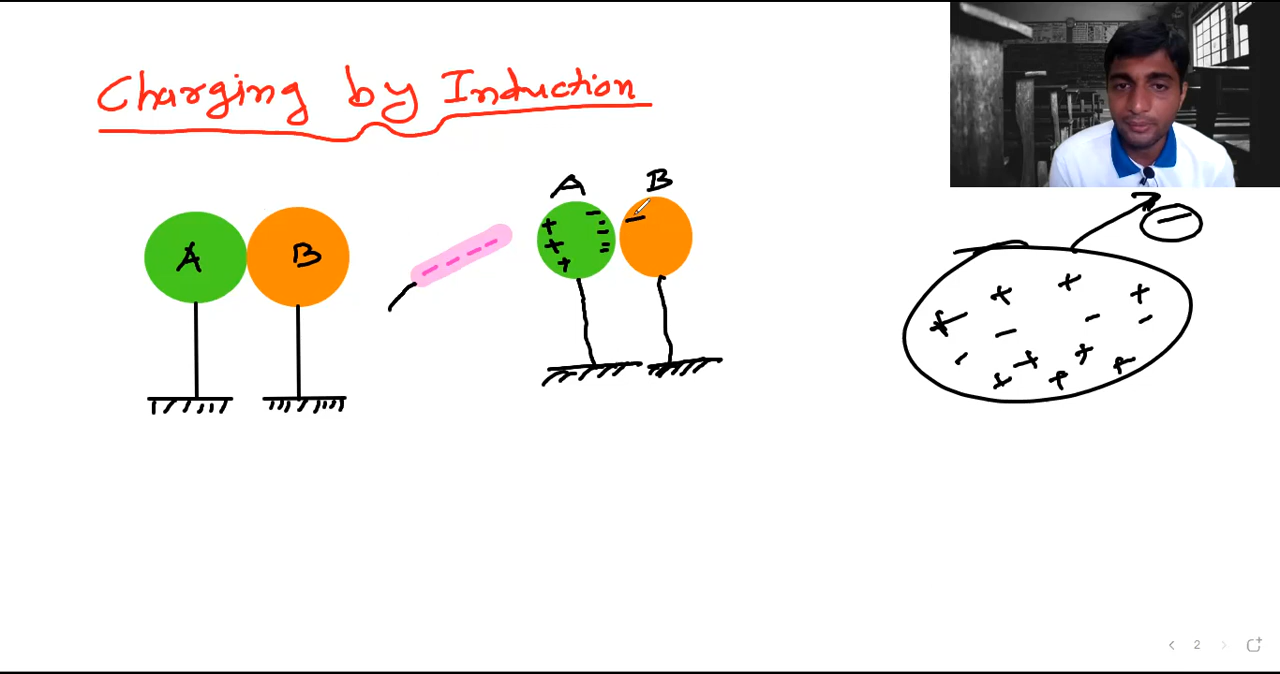 Charging by Induction
A B
A B
+ - -
+ -
+ =
- - -
-
+ + + +
- - -
- + + +
+ + 
2